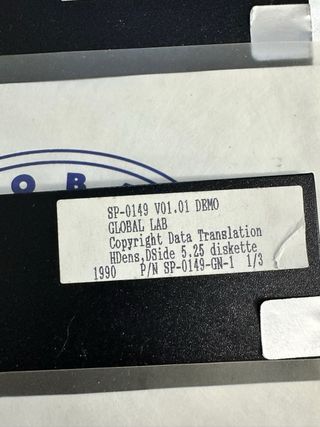 O B
SP-0149 V01.01 DEMO
GLOBAL LAB
Copyright Data Translation
HDens,DSide 5.25 diskette
1990 P/N SP-0149-GN-1 1/3